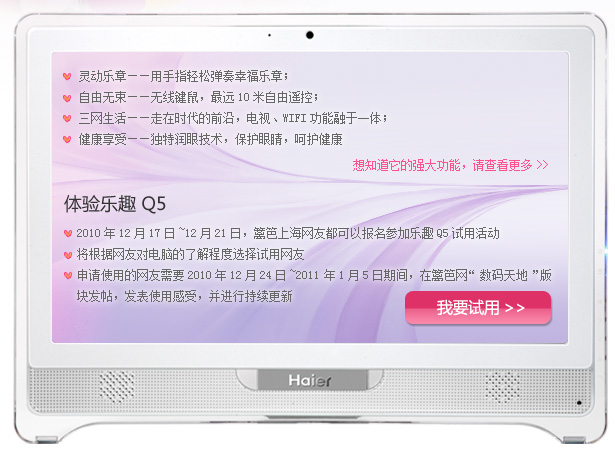 灵动乐章——用手指轻松弹奏幸福乐章;
自由无束——无线键鼠，最远10米自由遥控;
三网生活——走在时代的前沿，电视、WIFI功能融于一体;
健康享受——独特润眼技术，保护眼睛，呵护健康
想知道它的强大功能，请查看更多 >>
体验乐趣 Q5
2010年12月17日~12月21日，篱笆上海网友都可以报名参加乐趣Q5试用活动
将根据网友对电脑的了解程度选择试用网友
申请使用的网友需要2010年12月24日~2011年1月5日期间，在篱笆网“数码天地”版
块发帖，发表使用感受，并进行持续更新
我要试用 >>
Haier